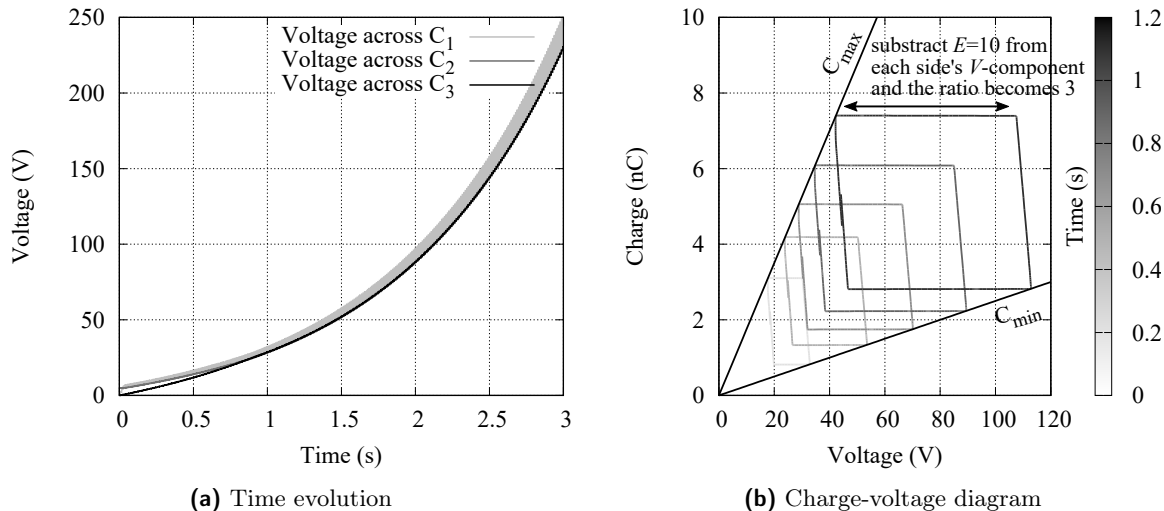 250
200
150
100
50
0
Voltage (V)
Voltage across C1
Voltage across C2
Voltage across C3
0 0.5 1 1.5 2 2.5 3
Time (s)
(a) Time evolution
10
8
6
4
2
0
Charge (nC)
Cmax
substract E=10 from
each side's V-component
and the ratio becomes 3
Cmin
0 20 40 60 80 100 120
Voltage (V)
1.2
1
0.8
0.6
0.4
0.2
0
Time (s)
(b) Charge-voltage diagram